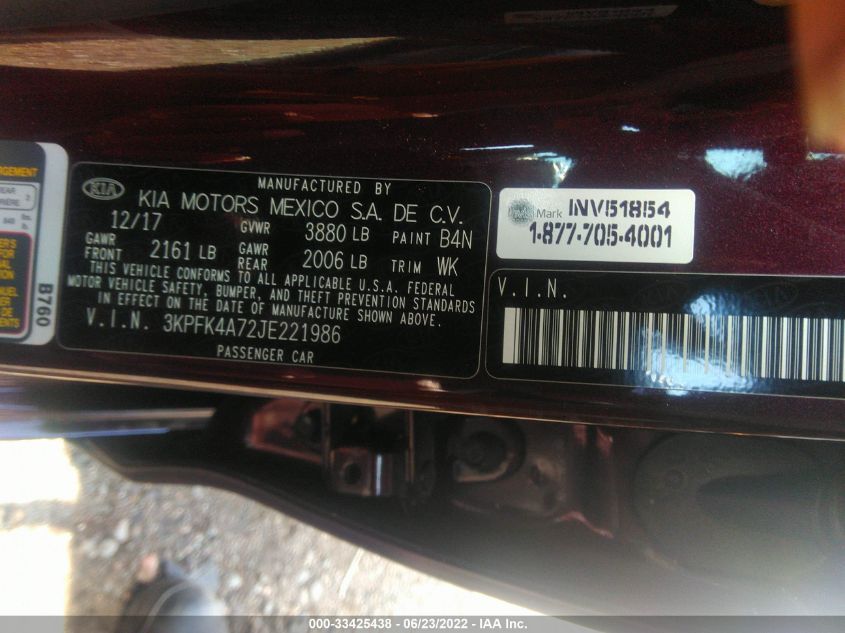 MANUFACTURED BY
KIA KIA MOTORS MEXICO S.A. DE C.V.
12/17 GVWR 3880 LB PAINT B4N
GAWR FRONT 2161 LB GAWR REAR 2006 LB TRIM WK
THIS VEHICLE CONFORMS TO ALL APPLICABLE U.S.A. FEDERAL
MOTOR VEHICLE SAFETY, BUMPER, AND THEFT PREVENTION STANDARDS
IN EFFECT ON THE DATE OF MANUFACTURE SHOWN ABOVE.
V.I.N. 3KPFK4A72JE221986
PASSENGER CAR
Mark INV51854
1-877-705-4001
V.I.N.
B760
000-33425438 - 06/23/2022 - IAA Inc.